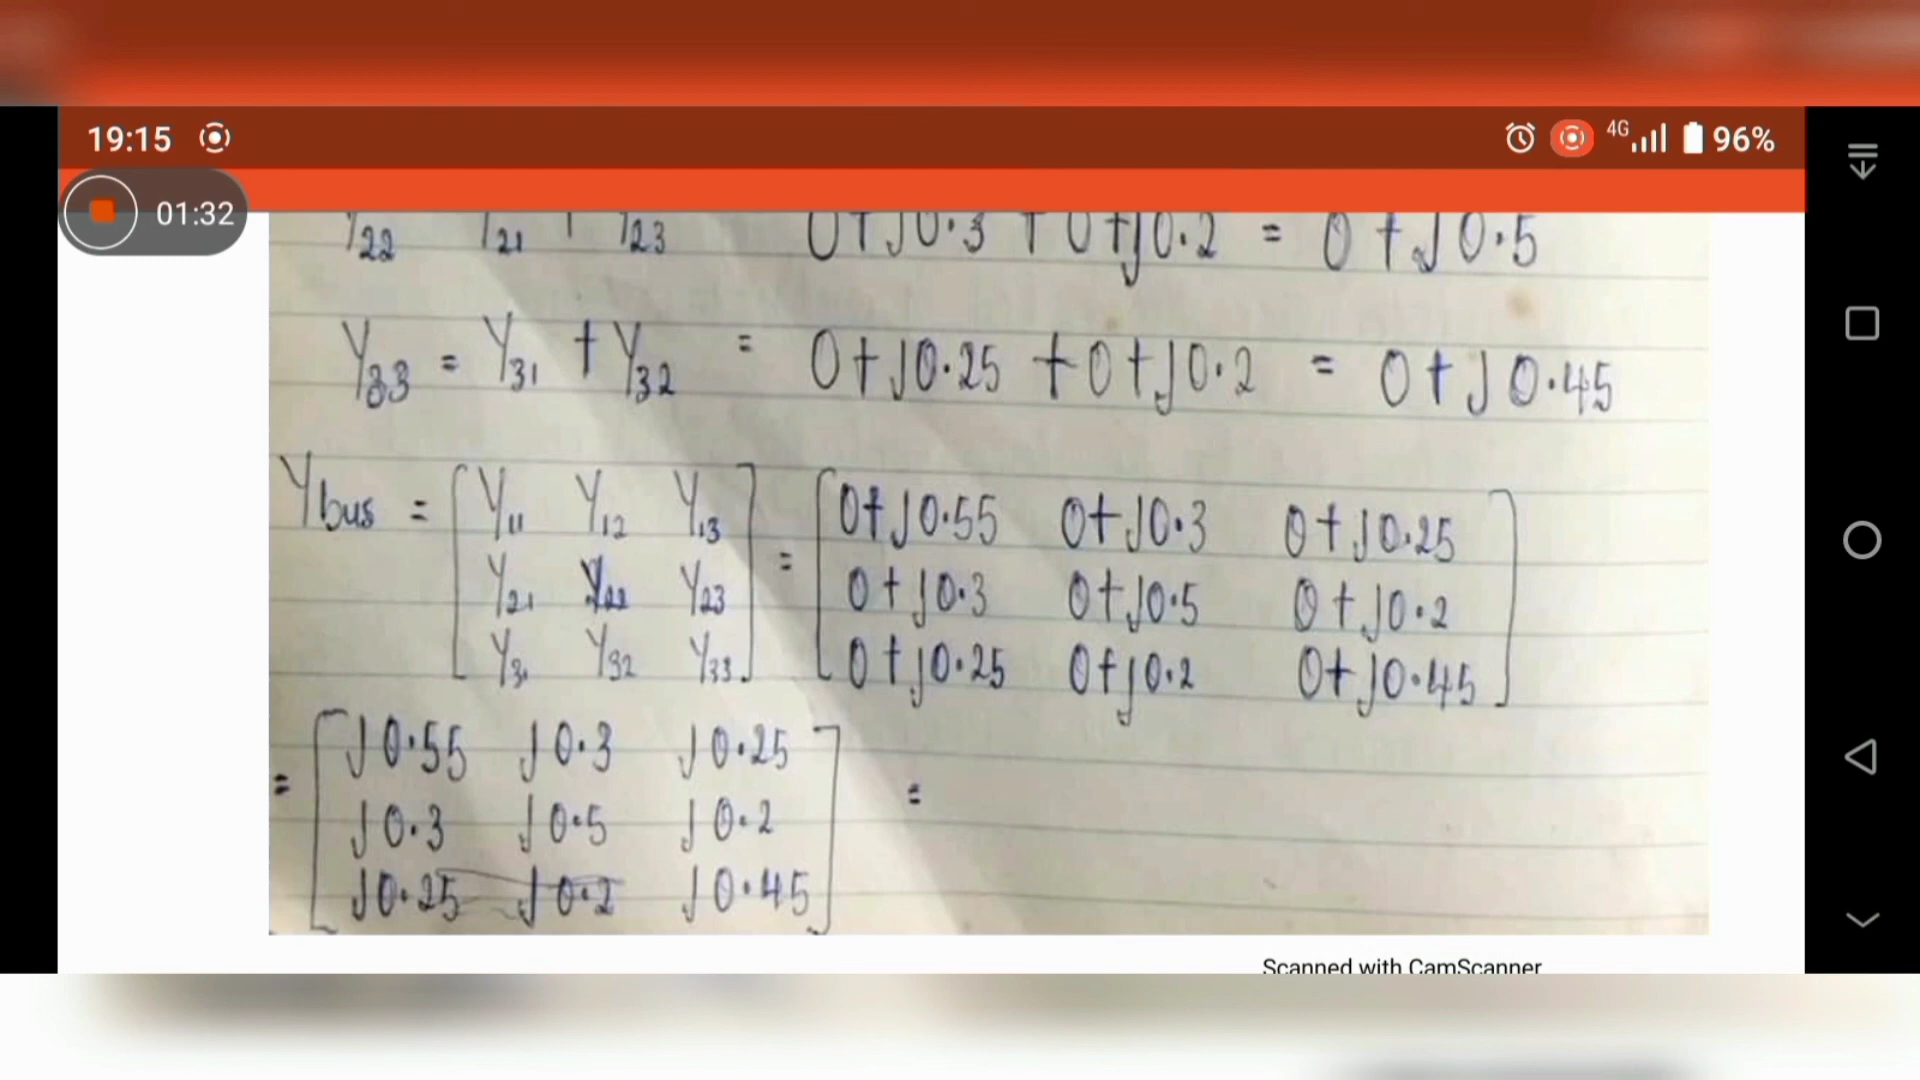 19:15 4G 96%
01:32
Y22 Y21 + Y23 0+j0.3 + 0+j0.2 = 0+j0.5
Y33 = Y31 + Y32 = 0+j0.25 + 0+j0.2 = 0+j0.45
Ybus = [Y11 Y12 Y13 = [0+j0.55 0+j0.3 0+j0.25
Y21 Y22 Y23 0+j0.3 0+j0.5 0+j0.2
Y31 Y32 Y33] 0+j0.25 0+j0.2 0+j0.45]
= [j0.55 j0.3 j0.25 =
j0.3 j0.5 j0.2
j0.25 j0.2 j0.45]
Scanned with CamScanner